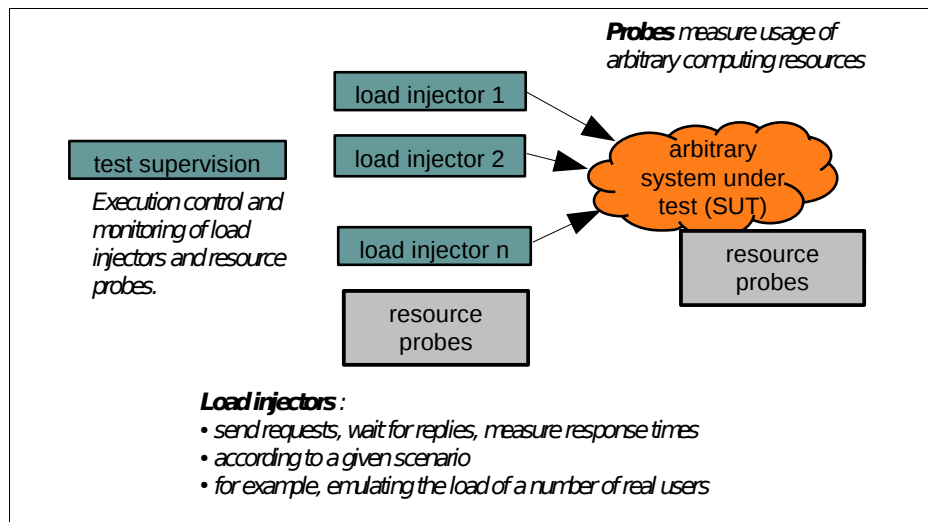 Probes measure usage of
arbitrary computing resources
load injector 1
load injector 2
load injector n
test supervision
Execution control and
monitoring of load
injectors and resource
probes.
arbitrary
system under
test (SUT)
resource
probes
resource
probes
Load injectors :
• send requests, wait for replies, measure response times
• according to a given scenario
• for example, emulating the load of a number of real users